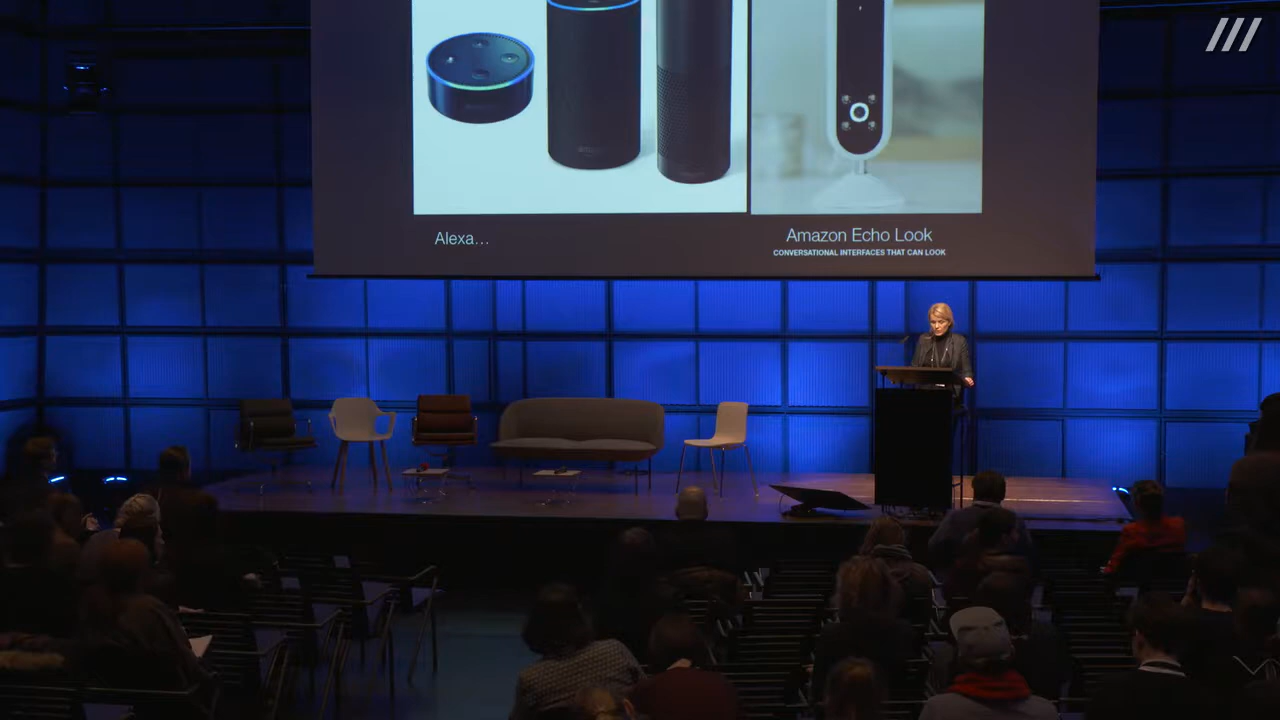 Alexa...
Amazon Echo Look
CONVERSATIONAL INTERFACES THAT CAN LOOK